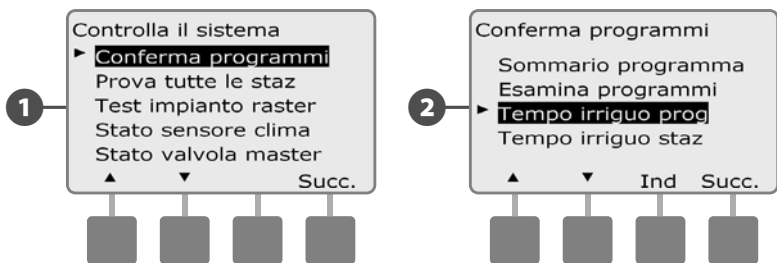 Controlla il sistema
► Conferma programmi
Prova tutte le staz
Test impianto raster
Stato sensore clima
Stato valvola master
▲ ▼ Succ.
1
Conferma programmi
Sommario programma
Esamina programmi
► Tempo irriguo prog
Tempo irriguo staz
▲ ▼ Ind Succ.
2